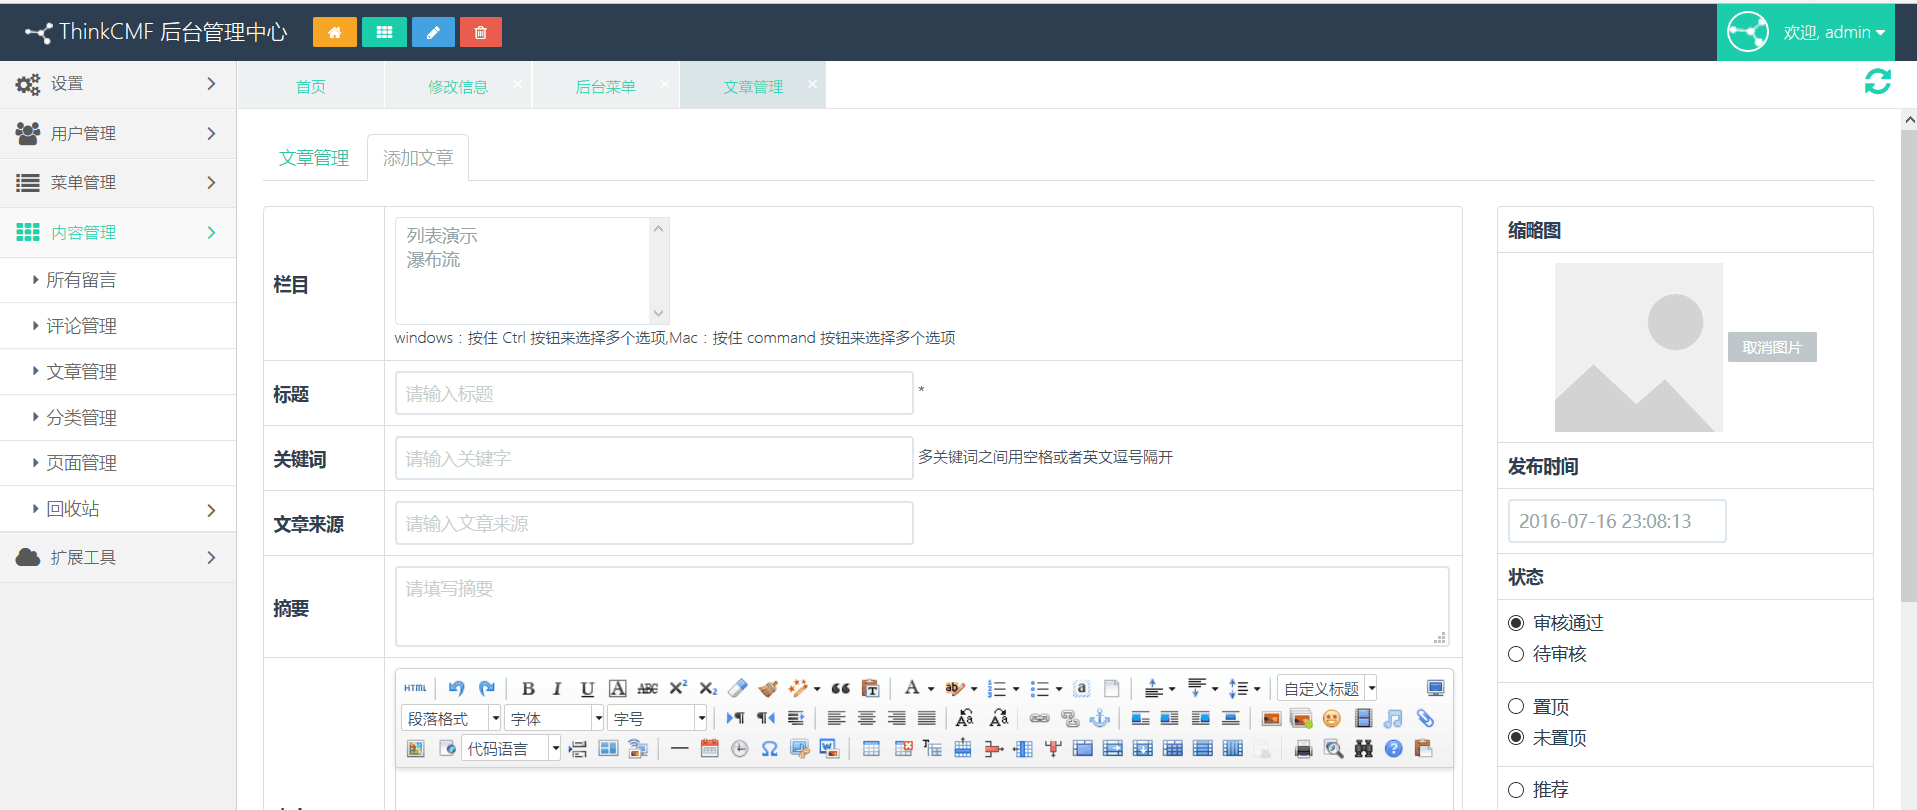 ThinkCMF 后台管理中心
欢迎, admin
设置
用户管理
菜单管理
内容管理
所有留言
评论管理
文章管理
分类管理
页面管理
回收站
扩展工具
首页
修改信息
后台菜单
文章管理
文章管理
添加文章
栏目
列表演示
瀑布流
windows：按住 Ctrl 按钮来选择多个选项,Mac：按住 command 按钮来选择多个选项
标题
请输入标题
*
关键词
请输入关键字
多关键词之间用空格或者英文逗号隔开
文章来源
请输入文章来源
摘要
请填写摘要
HTML
自定义标题
段落格式
字体
字号
代码语言
缩略图
取消图片
发布时间
2016-07-16 23:08:13
状态
审核通过
待审核
置顶
未置顶
推荐